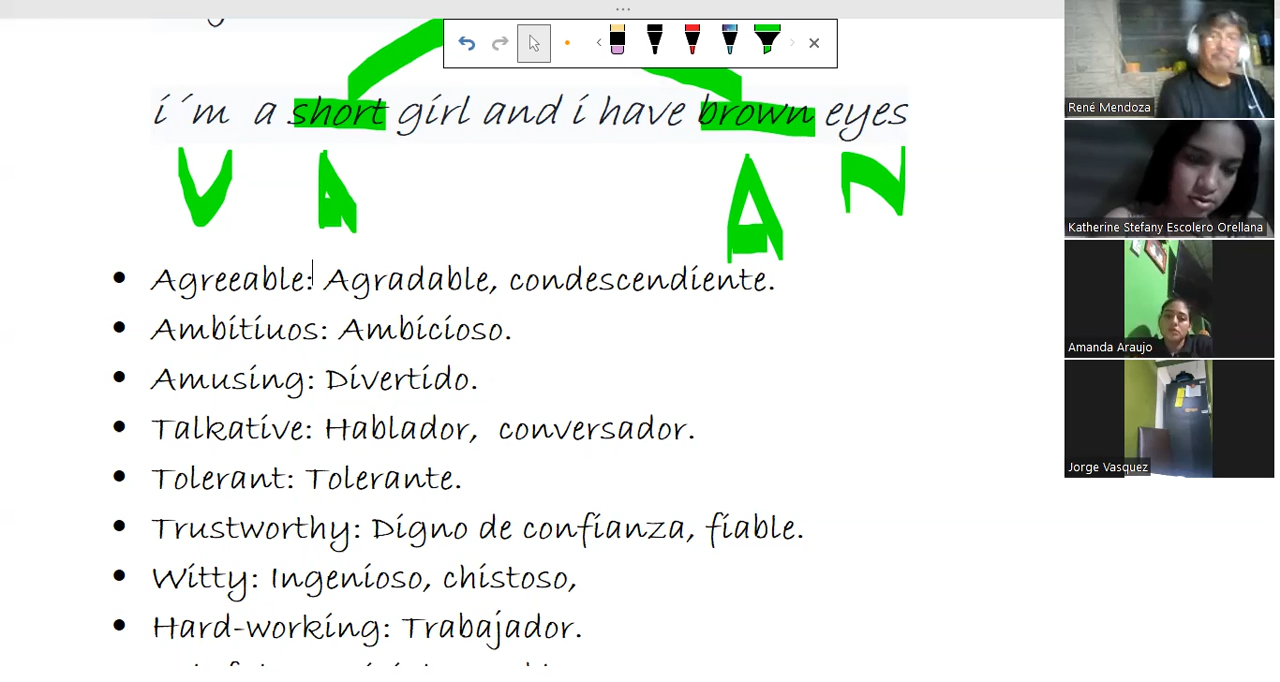 i´m a short girl and i have brown eyes
V A A N
Agreeable: Agradable, condescendiente.
Ambitiuos: Ambicioso.
Amusing: Divertido.
Talkative: Hablador, conversador.
Tolerant: Tolerante.
Trustworthy: Digno de confianza, fiable.
Witty: Ingenioso, chistoso,
Hard-working: Trabajador.
René Mendoza
Katherine Stefany Escolero Orellana
Amanda Araujo
Jorge Vasquez